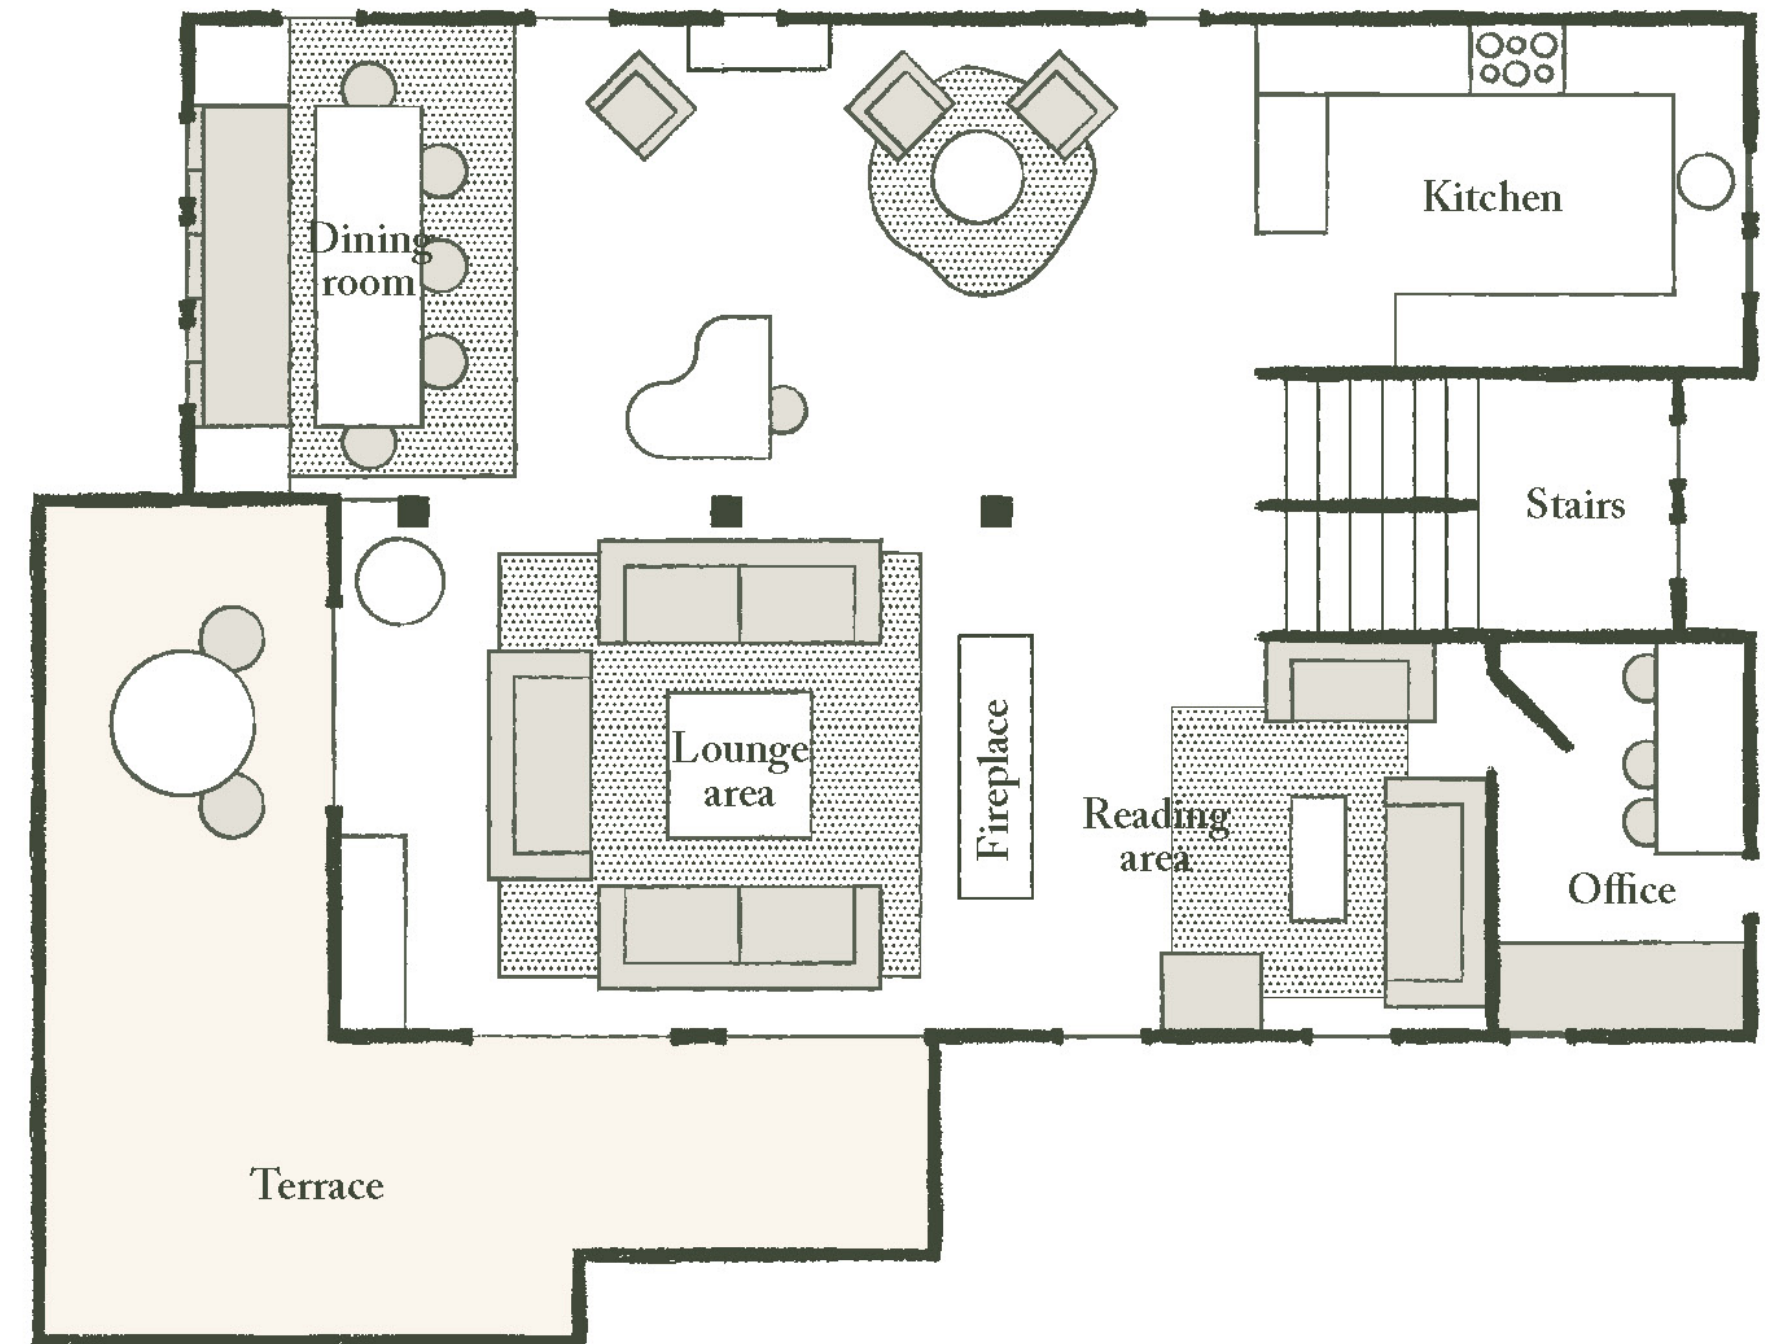 Kitchen
Dining
room
Stairs
Lounge
area
Fireplace
Reading
area
Office
Terrace